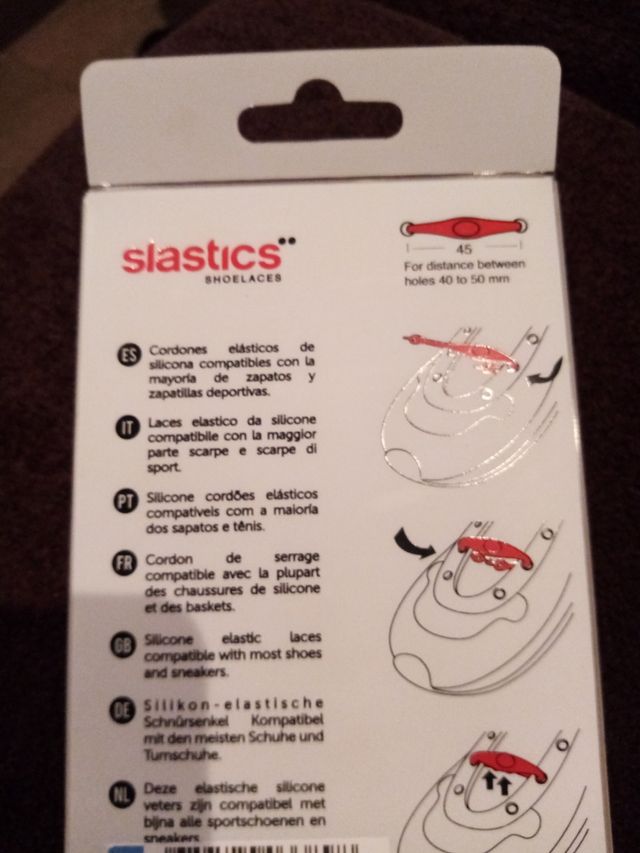 slastics
SHOELACES
45
For distance between
holes 40 to 50 mm
ES Cordones elásticos de
silicona compatibles con la
mayoría de zapatos y
zapatillas deportivas.
IT Laces elastico da silicone
compatibile con la maggior
parte scarpe e scarpe di
sport.
PT Silicone cordões elásticos
compatíveis com a maioría
dos sapatos e tênis.
FR Cordon de serrage
compatible avec la plupart
des chaussures de silicone
et des baskets.
GB Silicone elastic laces
compatible with most shoes
and sneakers.
DE Silikon-elastische
Schnürsenkel Kompatibel
mit den meisten Schuhe und
Turnschuhe.
NL Deze elastische silicone
veters zijn compatibel met
bijna alle sportschoenen en
sneakers